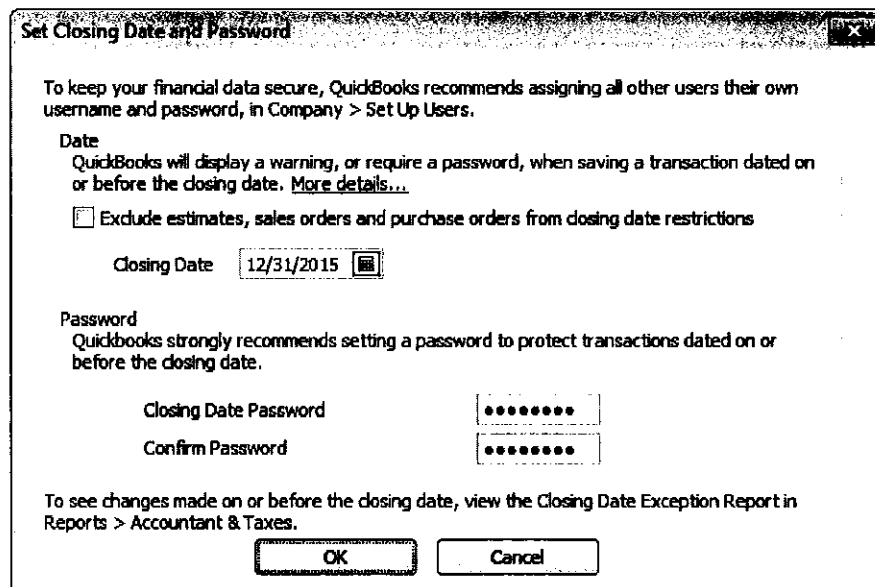 Set Closing Date and Password
To keep your financial data secure, QuickBooks recommends assigning all other users their own
username and password, in Company > Set Up Users.
Date
QuickBooks will display a warning, or require a password, when saving a transaction dated on
or before the closing date. More details...
Exclude estimates, sales orders and purchase orders from closing date restrictions
Closing Date 12/31/2015
Password
Quickbooks strongly recommends setting a password to protect transactions dated on or
before the closing date.
Closing Date Password ●●●●●●●●
Confirm Password ●●●●●●●●
To see changes made on or before the closing date, view the Closing Date Exception Report in
Reports > Accountant & Taxes.
OK Cancel